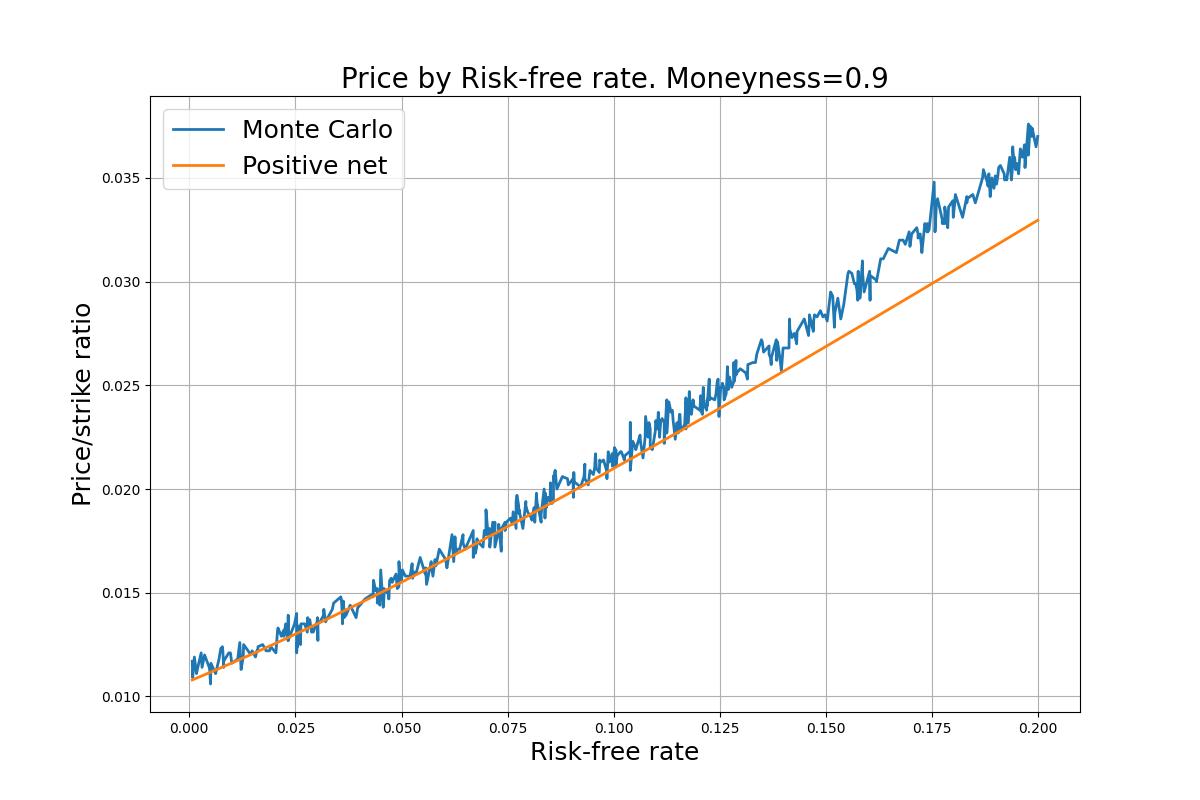 Price by Risk-free rate. Moneyness=0.9
Monte Carlo
Positive net
Price/strike ratio
0.035
0.030
0.025
0.020
0.015
0.010
0.000 0.025 0.050 0.075 0.100 0.125 0.150 0.175 0.200
Risk-free rate